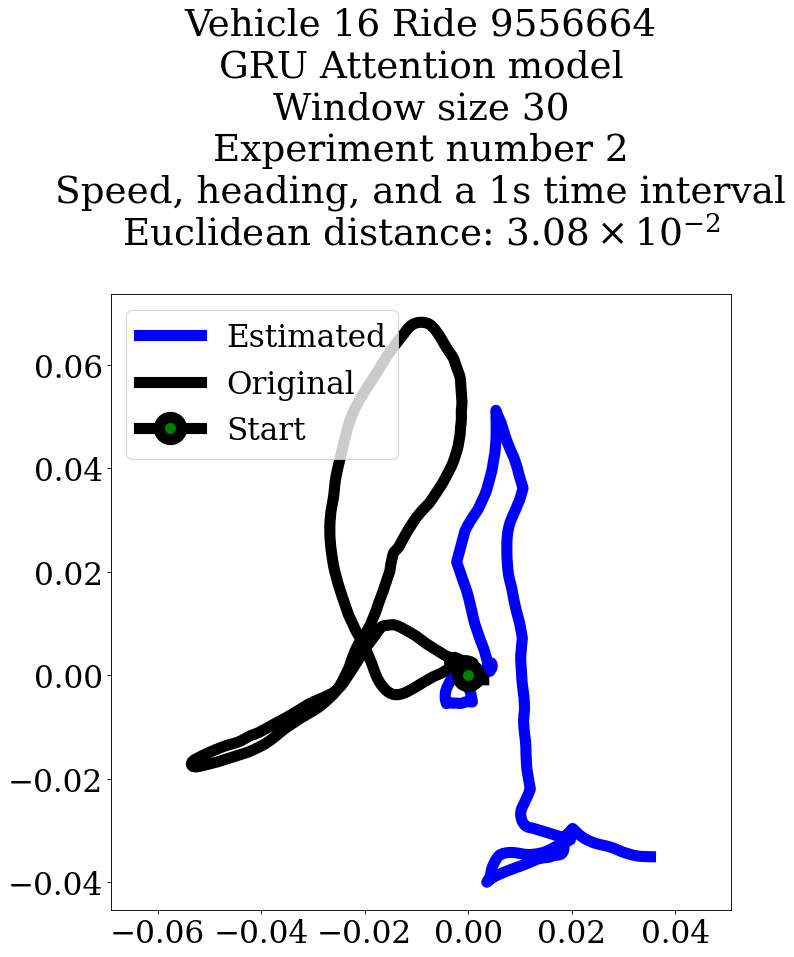 Vehicle 16 Ride 9556664
GRU Attention model
Window size 30
Experiment number 2
Speed, heading, and a 1s time interval
Euclidean distance: 3.08 × 10⁻²
Estimated
Original
Start
0.06
0.04
0.02
0.00
−0.02
−0.04
−0.06 −0.04 −0.02 0.00 0.02 0.04